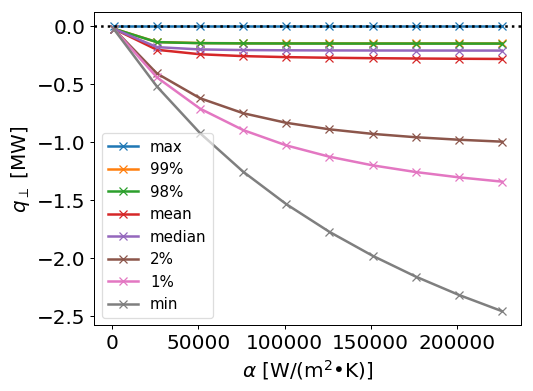 0.0
−0.5
−1.0
−1.5
−2.0
−2.5
q⊥ [MW]
max
99%
98%
mean
median
2%
1%
min
0 50000 100000 150000 200000
α [W/(m²•K)]